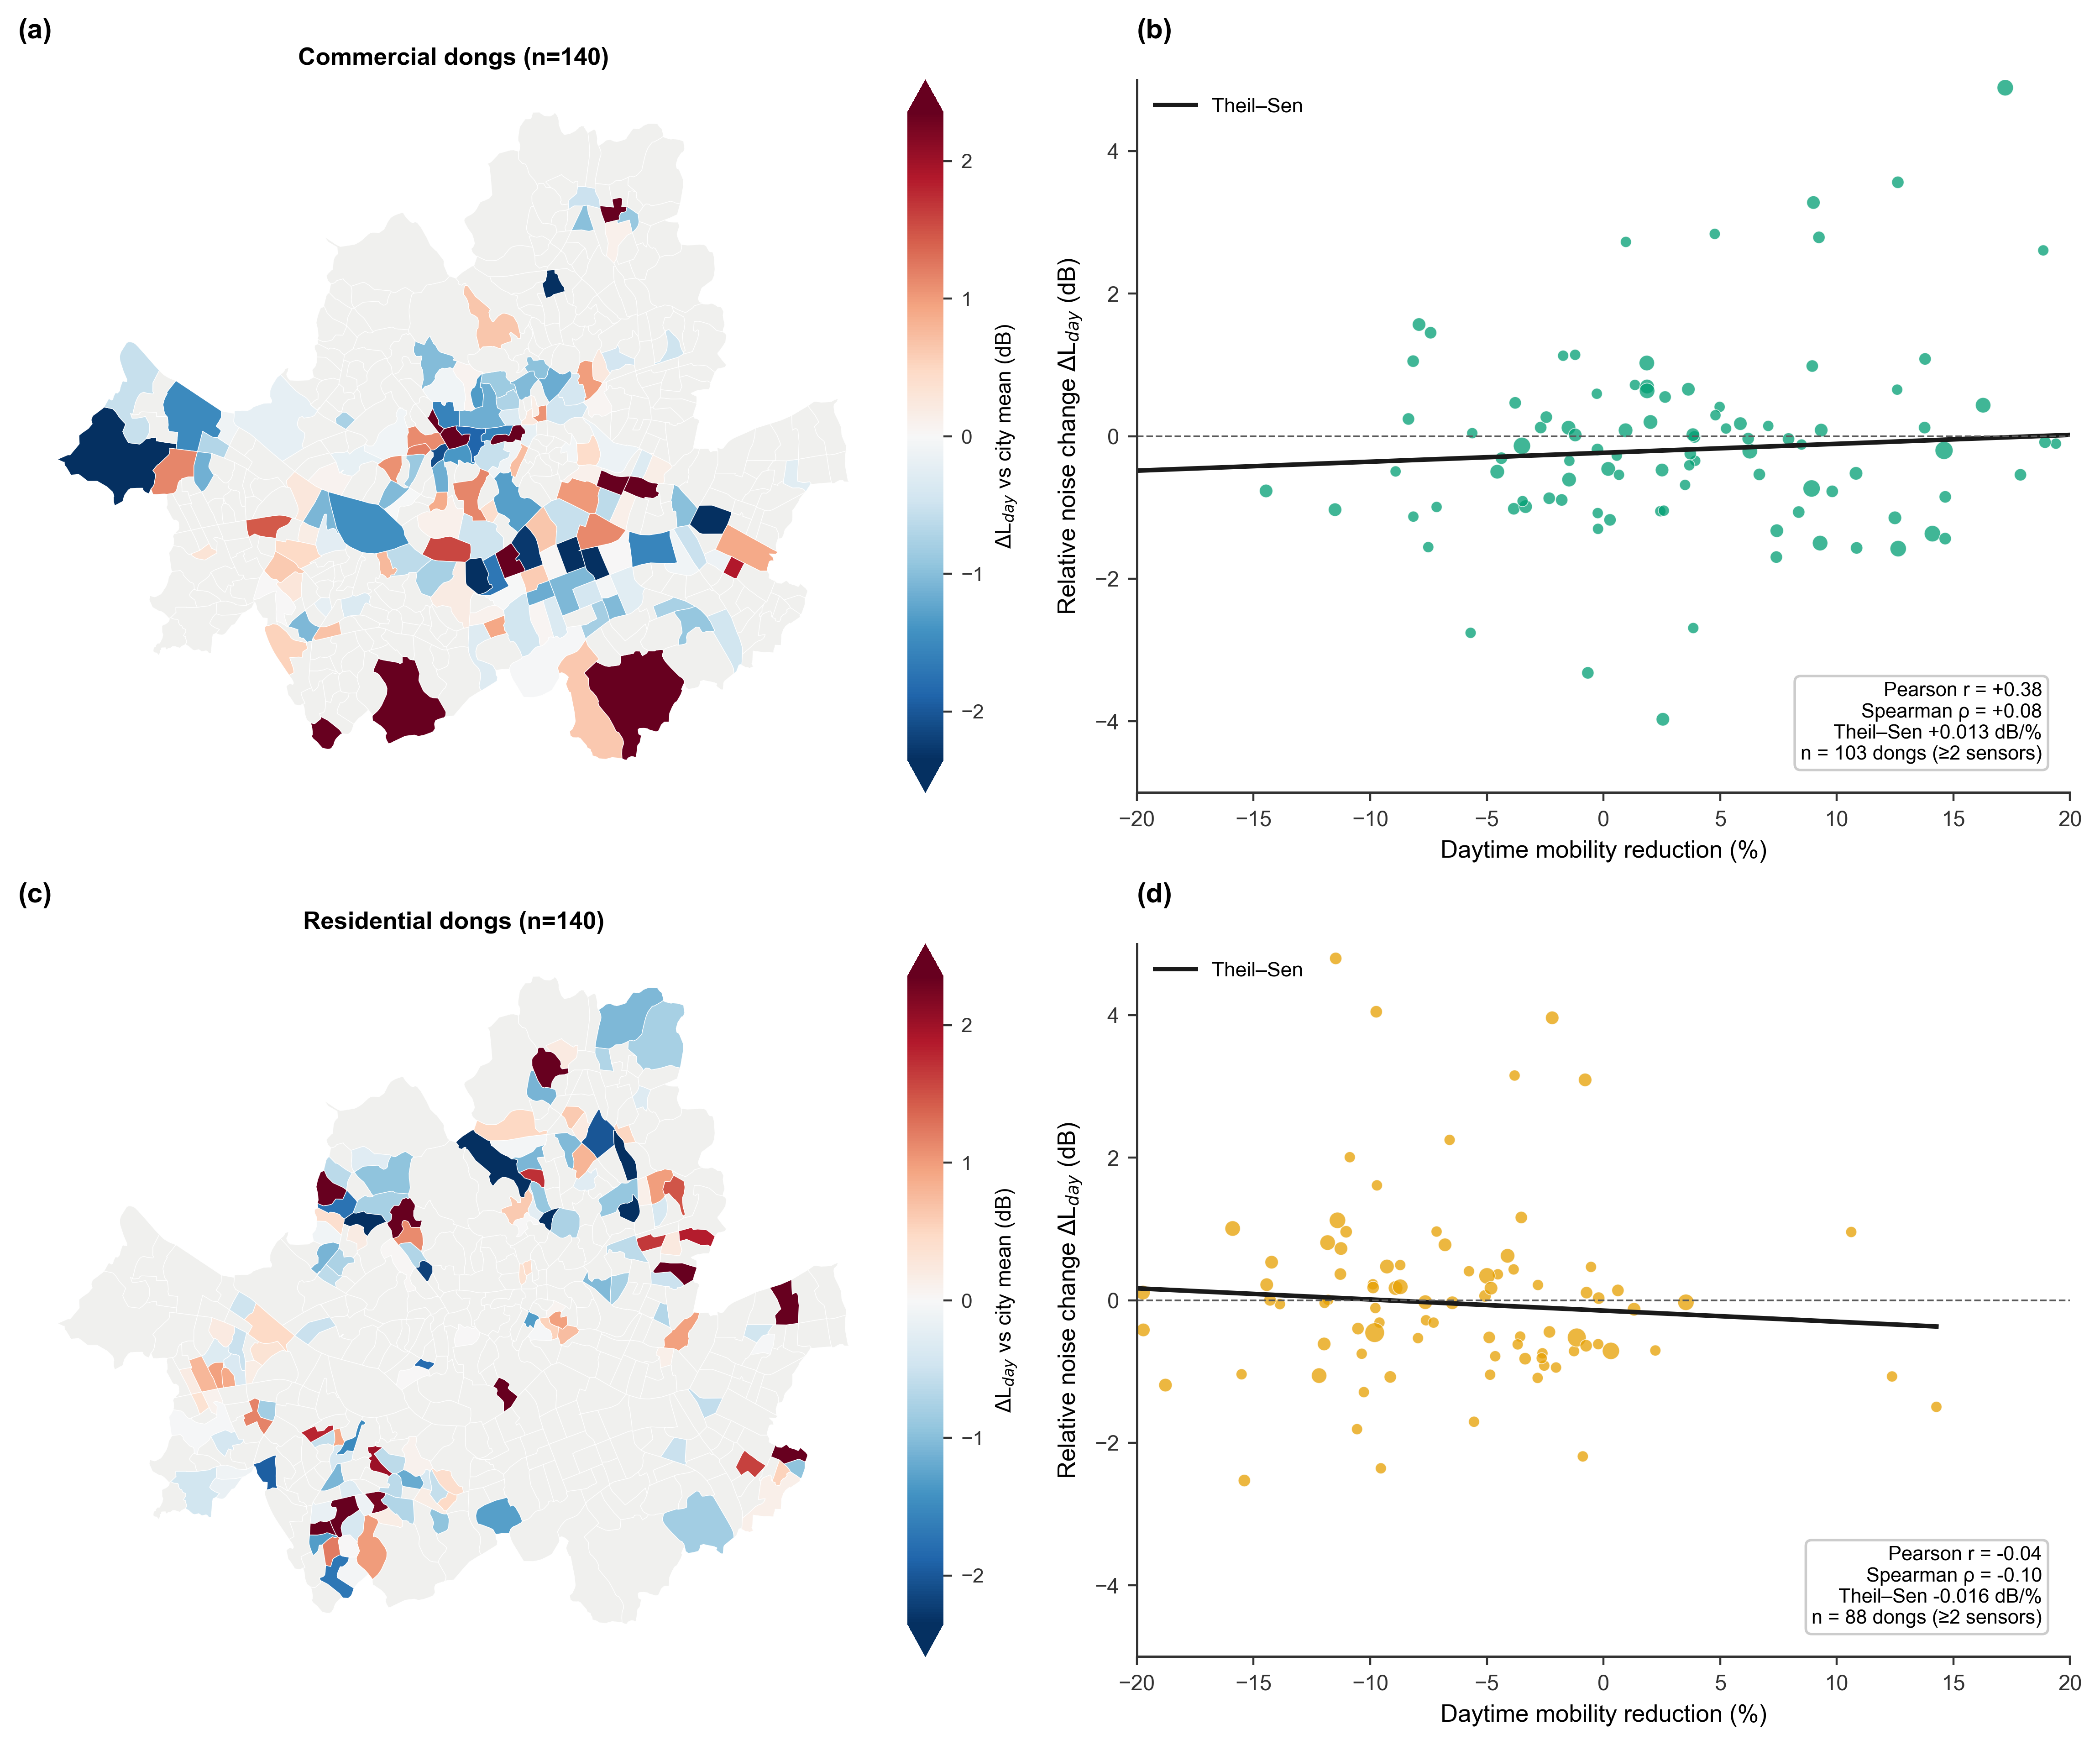 (a)
Commercial dongs (n=140)
2
1
0
−1
−2
ΔL_day vs city mean (dB)
(b)
Theil–Sen
4
2
0
−2
−4
Relative noise change ΔL_day (dB)
Pearson r = +0.38
Spearman ρ = +0.08
Theil–Sen +0.013 dB/%
n = 103 dongs (≥2 sensors)
−20 −15 −10 −5 0 5 10 15 20
Daytime mobility reduction (%)
(c)
Residential dongs (n=140)
2
1
0
−1
−2
ΔL_day vs city mean (dB)
(d)
Theil–Sen
4
2
0
−2
−4
Relative noise change ΔL_day (dB)
Pearson r = -0.04
Spearman ρ = -0.10
Theil–Sen -0.016 dB/%
n = 88 dongs (≥2 sensors)
−20 −15 −10 −5 0 5 10 15 20
Daytime mobility reduction (%)